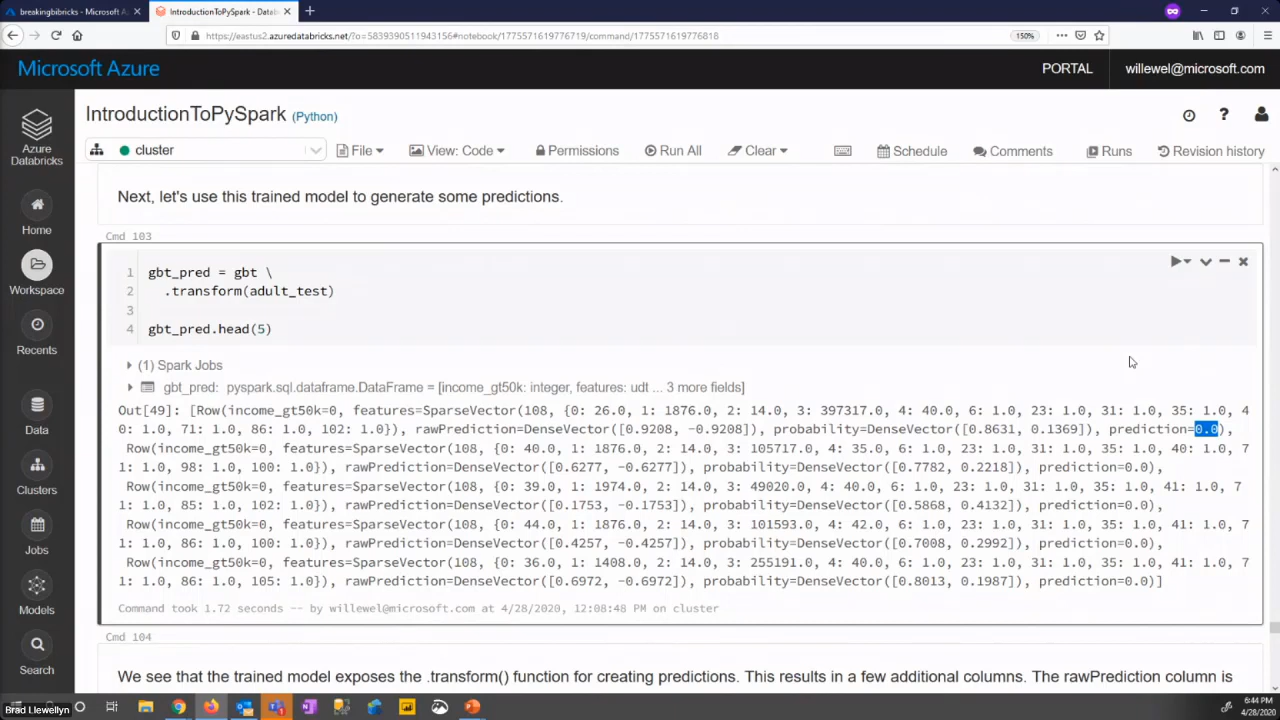 breakingbibricks - Microsoft A
IntroductionToPySpark - Datab
https://eastus2.azuredatabricks.net/?o=5839390511943156#notebook/1775571619776719/command/1775571619776818
150%
Microsoft Azure
PORTAL
willewel@microsoft.com
Azure
Databricks
Home
Workspace
Recents
Data
Clusters
Jobs
Models
Search
IntroductionToPySpark (Python)
cluster
File
View: Code
Permissions
Run All
Clear
Schedule
Comments
Runs
Revision history
Next, let's use this trained model to generate some predictions.
Cmd 103
1 gbt_pred = gbt \
2 .transform(adult_test)
3
4 gbt_pred.head(5)
(1) Spark Jobs
gbt_pred: pyspark.sql.dataframe.DataFrame = [income_gt50k: integer, features: udt ... 3 more fields]
Out[49]: [Row(income_gt50k=0, features=SparseVector(108, {0: 26.0, 1: 1876.0, 2: 14.0, 3: 397317.0, 4: 40.0, 6: 1.0, 23: 1.0, 31: 1.0, 35: 1.0, 4
0: 1.0, 71: 1.0, 86: 1.0, 102: 1.0}), rawPrediction=DenseVector([0.9208, -0.9208]), probability=DenseVector([0.8631, 0.1369]), prediction=0.0),
Row(income_gt50k=0, features=SparseVector(108, {0: 40.0, 1: 1876.0, 2: 14.0, 3: 105717.0, 4: 35.0, 6: 1.0, 23: 1.0, 31: 1.0, 35: 1.0, 40: 1.0, 7
1: 1.0, 98: 1.0, 100: 1.0}), rawPrediction=DenseVector([0.6277, -0.6277]), probability=DenseVector([0.7782, 0.2218]), prediction=0.0),
Row(income_gt50k=0, features=SparseVector(108, {0: 39.0, 1: 1974.0, 2: 14.0, 3: 49020.0, 4: 40.0, 6: 1.0, 23: 1.0, 31: 1.0, 35: 1.0, 41: 1.0, 7
1: 1.0, 85: 1.0, 102: 1.0}), rawPrediction=DenseVector([0.1753, -0.1753]), probability=DenseVector([0.5868, 0.4132]), prediction=0.0),
Row(income_gt50k=0, features=SparseVector(108, {0: 44.0, 1: 1876.0, 2: 14.0, 3: 101593.0, 4: 42.0, 6: 1.0, 23: 1.0, 31: 1.0, 35: 1.0, 41: 1.0, 7
1: 1.0, 86: 1.0, 100: 1.0}), rawPrediction=DenseVector([0.4257, -0.4257]), probability=DenseVector([0.7008, 0.2992]), prediction=0.0),
Row(income_gt50k=0, features=SparseVector(108, {0: 36.0, 1: 1408.0, 2: 14.0, 3: 255191.0, 4: 40.0, 6: 1.0, 23: 1.0, 31: 1.0, 35: 1.0, 41: 1.0, 7
1: 1.0, 86: 1.0, 105: 1.0}), rawPrediction=DenseVector([0.6972, -0.6972]), probability=DenseVector([0.8013, 0.1987]), prediction=0.0)]
Command took 1.72 seconds -- by willewel@microsoft.com at 4/28/2020, 12:08:48 PM on cluster
Cmd 104
We see that the trained model exposes the .transform() function for creating predictions. This results in a few additional columns. The rawPrediction column is
Brad Llewellyn
6:44 PM
4/28/2020